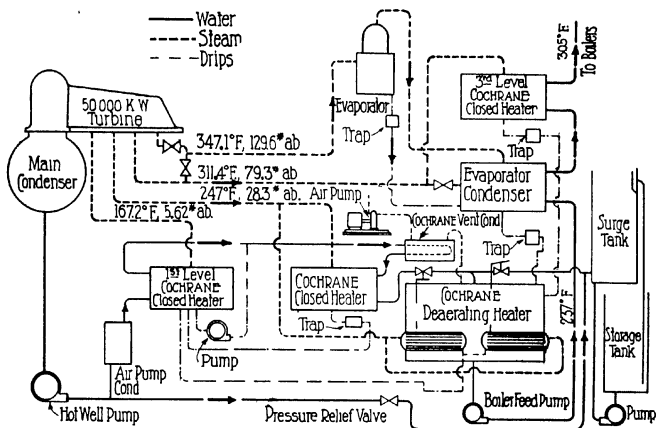 Water
Steam
Drips
50000 K W
Turbine
Main
Condenser
347.1°F, 129.6# ab
311.4°F, 79.3# ab
247°F, 28.3# ab.
167.2°F, 5.62# ab.
Evaporator
Trap
3rd Level
COCHRANE
Closed Heater
305°F
To Boilers
Trap
Evaporator
Condenser
Air Pump
COCHRANE Vent Cond
Trap
Surge
Tank
1st Level
COCHRANE
Closed Heater
COCHRANE
Closed Heater
COCHRANE
Deaerating Heater
237°F
Trap
Pump
Storage
Tank
Air Pump
Cond
Hot Well Pump
Pressure Relief Valve
Boiler Feed Pump
Pump